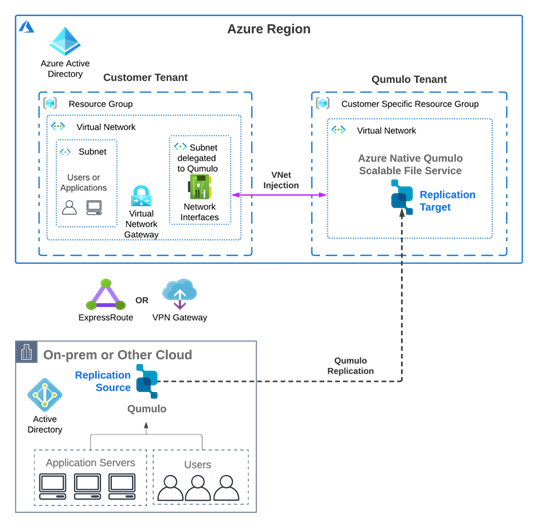 Azure Region
Azure Active
Directory
Customer Tenant
Qumulo Tenant
Resource Group
Customer Specific Resource Group
Virtual Network
Virtual Network
Subnet
Users or
Applications
Virtual
Network
Gateway
Subnet
delegated
to Qumulo
Network
Interfaces
VNet
Injection
Azure Native Qumulo
Scalable File Service
Replication
Target
ExpressRoute
OR
VPN Gateway
On-prem or Other Cloud
Replication
Source
Qumulo
Qumulo
Replication
Active
Directory
Application Servers
Users